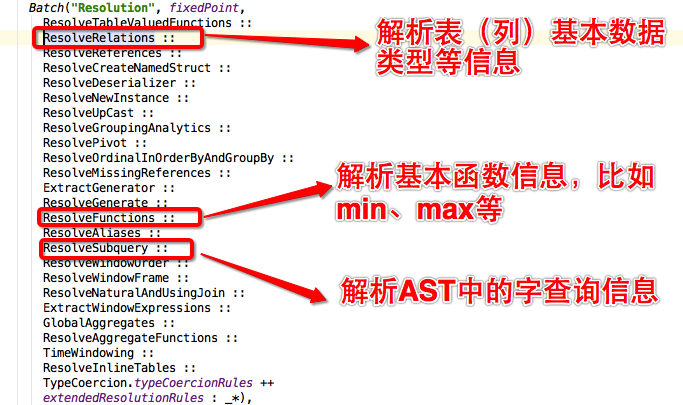 Batch("Resolution", fixedPoint,
ResolveTableValuedFunctions ::
ResolveRelations ::
解析表（列）基本数据
类型等信息
ResolveReferences ::
ResolveCreateNamedStruct ::
ResolveDeserializer ::
ResolveNewInstance ::
ResolveUpCast ::
ResolveGroupingAnalytics ::
ResolvePivot ::
ResolveOrdinalInOrderByAndGroupBy ::
ResolveMissingReferences ::
ExtractGenerator ::
ResolveGenerate ::
ResolveFunctions ::
解析基本函数信息，比如
min、max等
ResolveAliases ::
ResolveSubquery ::
解析AST中的字查询信息
ResolveWindowOrder ::
ResolveWindowFrame ::
ResolveNaturalAndUsingJoin ::
ExtractWindowExpressions ::
GlobalAggregates ::
ResolveAggregateFunctions ::
TimeWindowing ::
ResolveInlineTables ::
TypeCoercion.typeCoercionRules ++
extendedResolutionRules : _*),